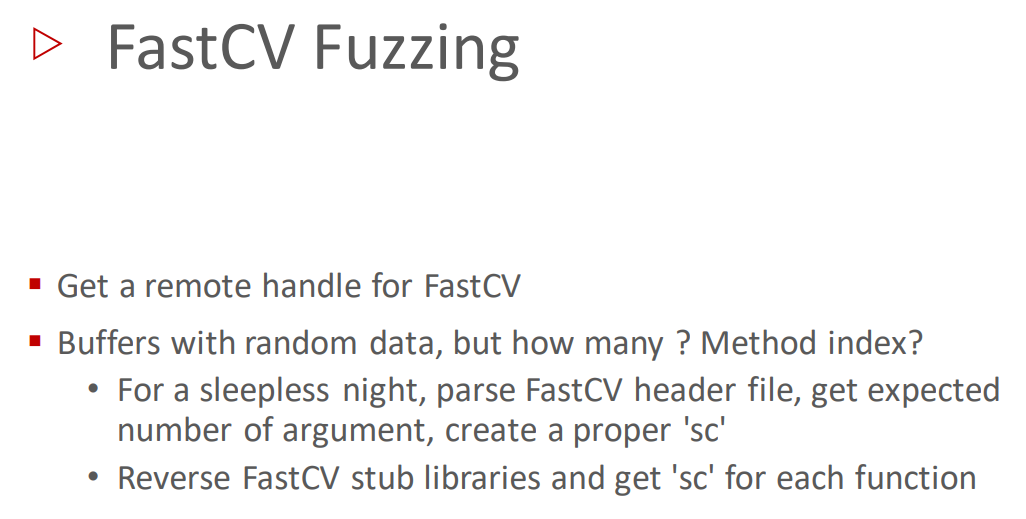 FastCV Fuzzing
Get a remote handle for FastCV
Buffers with random data, but how many ? Method index?
For a sleepless night, parse FastCV header file, get expected
number of argument, create a proper 'sc'
Reverse FastCV stub libraries and get 'sc' for each function